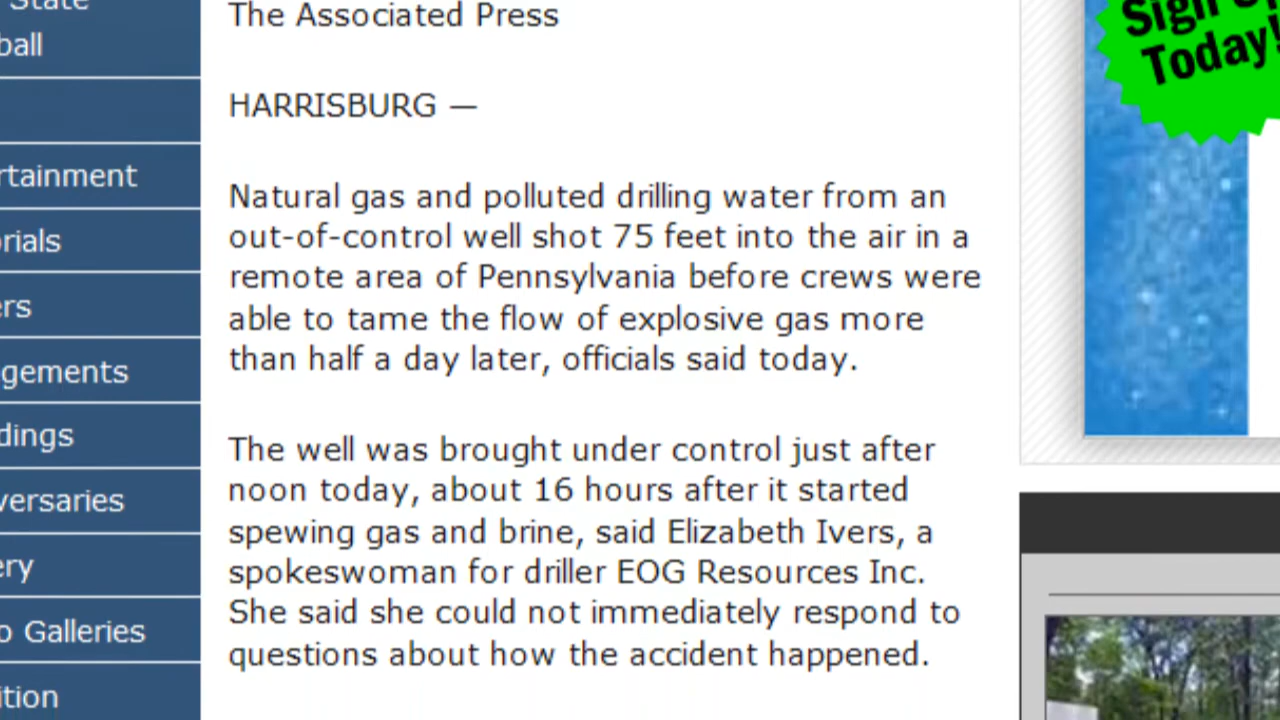 State
ball
rtainment
orials
ers
gements
dings
versaries
ery
o Galleries
ition
The Associated Press
HARRISBURG —
Natural gas and polluted drilling water from an
out-of-control well shot 75 feet into the air in a
remote area of Pennsylvania before crews were
able to tame the flow of explosive gas more
than half a day later, officials said today.
The well was brought under control just after
noon today, about 16 hours after it started
spewing gas and brine, said Elizabeth Ivers, a
spokeswoman for driller EOG Resources Inc.
She said she could not immediately respond to
questions about how the accident happened.
Sign U
Today!